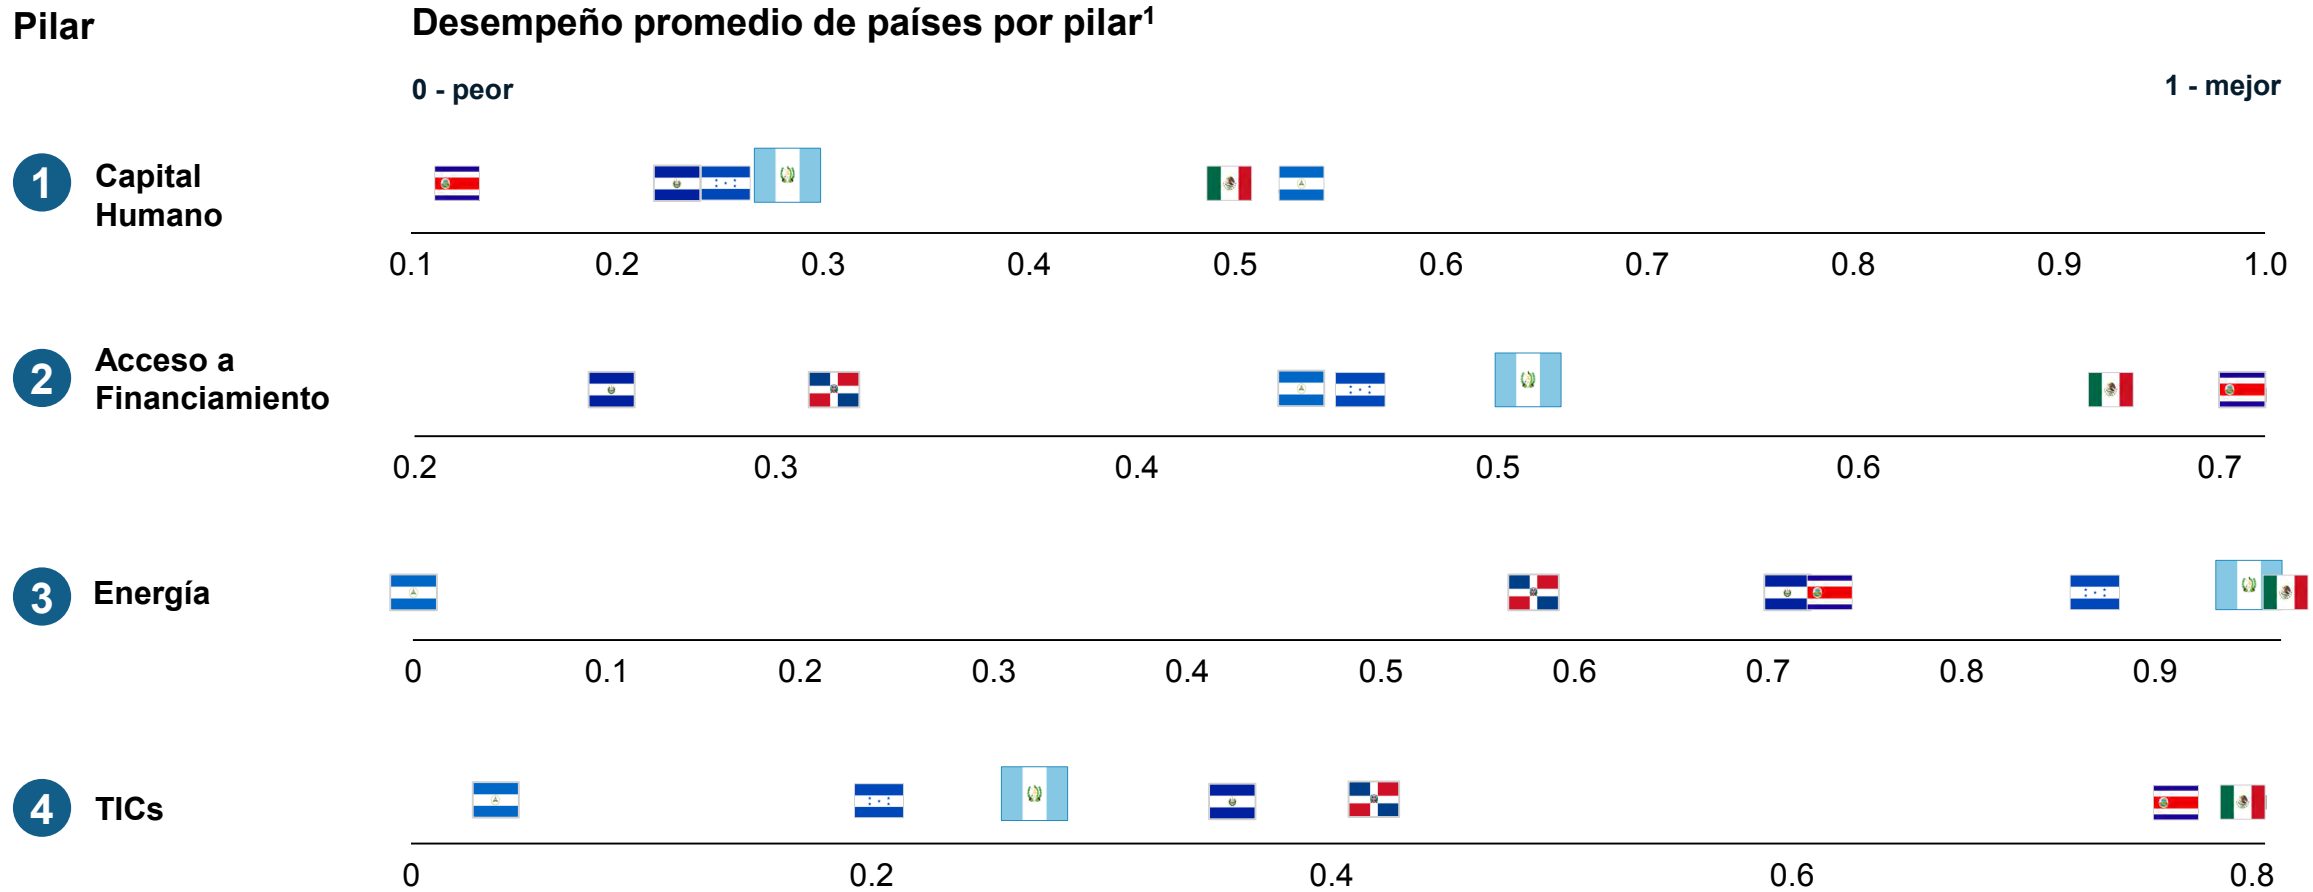 Pilar
Desempeño promedio de países por pilar¹
0 - peor
1 - mejor
1
Capital
Humano
0.1 0.2 0.3 0.4 0.5 0.6 0.7 0.8 0.9 1.0
2
Acceso a
Financiamiento
0.2 0.3 0.4 0.5 0.6 0.7
3
Energía
0 0.1 0.2 0.3 0.4 0.5 0.6 0.7 0.8 0.9
4
TICs
0 0.2 0.4 0.6 0.8